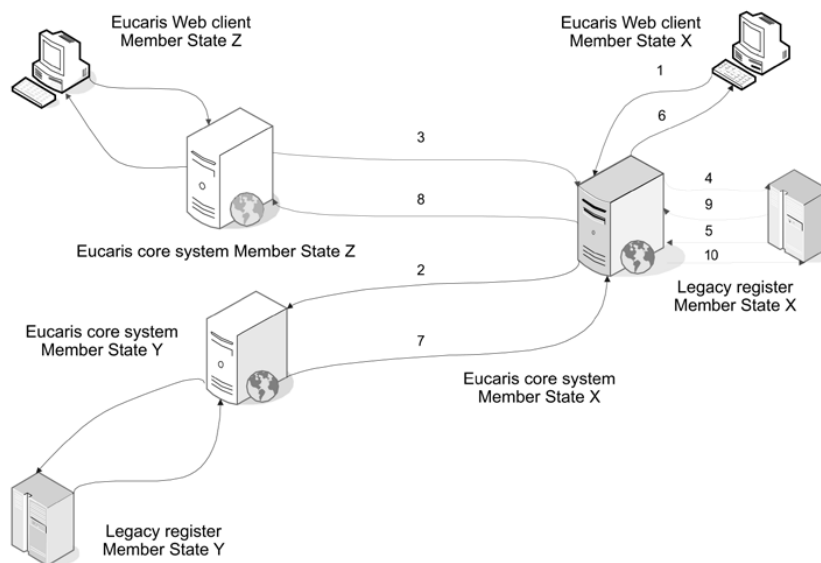 Eucaris Web client
Member State Z
Eucaris Web client
Member State X
1
6
3
4
9
8
5
10
Eucaris core system Member State Z
2
Legacy register
Member State X
Eucaris core system
Member State Y
7
Eucaris core system
Member State X
Legacy register
Member State Y